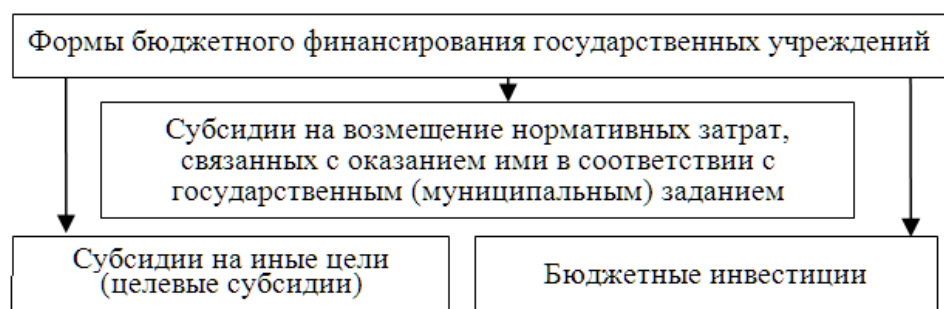 Формы бюджетного финансирования государственных учреждений
Субсидии на возмещение нормативных затрат,
связанных с оказанием ими в соответствии с
государственным (муниципальным) заданием
Субсидии на иные цели
(целевые субсидии)
Бюджетные инвестиции